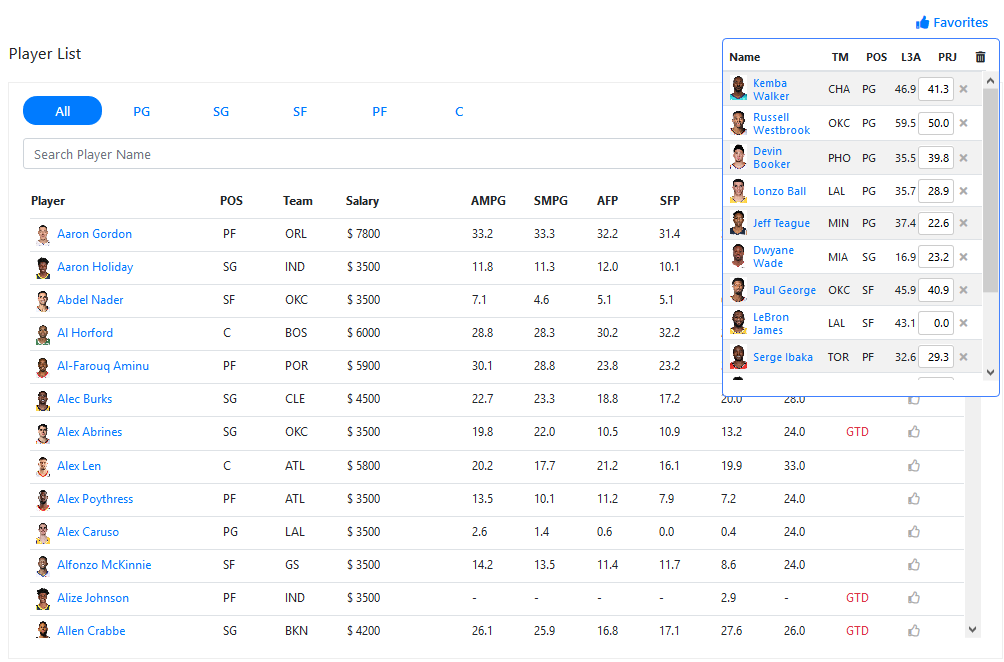 Favorites
Player List
Name TM POS L3A PRJ
Kemba Walker CHA PG 46.9 41.3
Russell Westbrook OKC PG 59.5 50.0
Devin Booker PHO PG 35.5 39.8
Lonzo Ball LAL PG 35.7 28.9
Jeff Teague MIN PG 37.4 22.6
Dwyane Wade MIA SG 16.9 23.2
Paul George OKC SF 45.9 40.9
LeBron James LAL SF 43.1 0.0
Serge Ibaka TOR PF 32.6 29.3
All PG SG SF PF C
Search Player Name
Player POS Team Salary AMPG SMPG AFP SFP
Aaron Gordon PF ORL $ 7800 33.2 33.3 32.2 31.4
Aaron Holiday SG IND $ 3500 11.8 11.3 12.0 10.1
Abdel Nader SF OKC $ 3500 7.1 4.6 5.1 5.1
Al Horford C BOS $ 6000 28.8 28.3 30.2 32.2
Al-Farouq Aminu PF POR $ 5900 30.1 28.8 23.8 23.2
Alec Burks SG CLE $ 4500 22.7 23.3 18.8 17.2 20.0 28.0
Alex Abrines SG OKC $ 3500 19.8 22.0 10.5 10.9 13.2 24.0 GTD
Alex Len C ATL $ 5800 20.2 17.7 21.2 16.1 19.9 33.0
Alex Poythress PF ATL $ 3500 13.5 10.1 11.2 7.9 7.2 24.0
Alex Caruso PG LAL $ 3500 2.6 1.4 0.6 0.0 0.4 24.0
Alfonzo McKinnie SF GS $ 3500 14.2 13.5 11.4 11.7 8.6 24.0
Alize Johnson PF IND $ 3500 - - - - 2.9 - GTD
Allen Crabbe SG BKN $ 4200 26.1 25.9 16.8 17.1 27.6 26.0 GTD